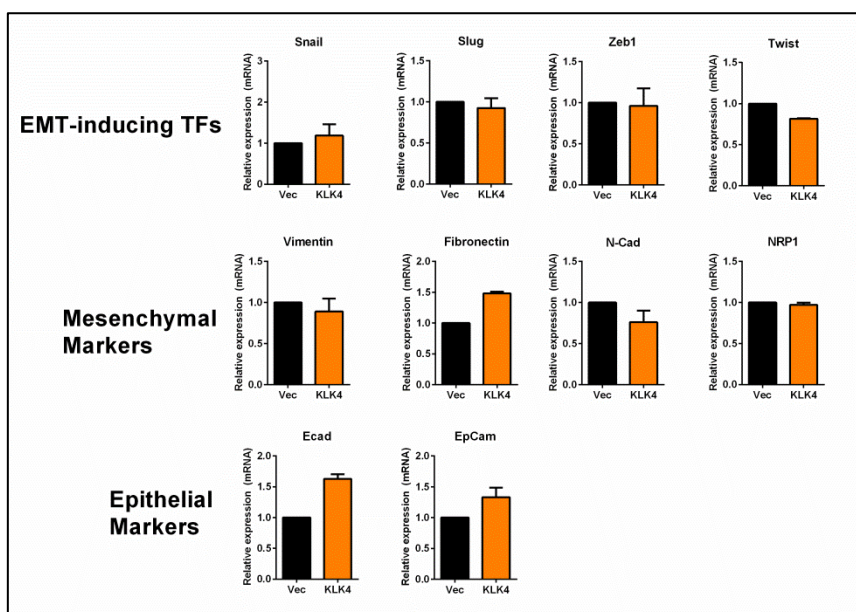 Snail
Slug
Zeb1
Twist
EMT-inducing TFs
Relative expression (mRNA)
3
2
1
0
Vec KLK4
Relative expression (mRNA)
1.5
1.0
0.5
0.0
Vec KLK4
Relative expression (mRNA)
1.5
1.0
0.5
0.0
Vec KLK4
Relative expression (mRNA)
1.5
1.0
0.5
0.0
Vec KLK4
Vimentin
Fibronectin
N-Cad
NRP1
Mesenchymal
Markers
Relative expression (mRNA)
1.5
1.0
0.5
0.0
Vec KLK4
Relative expression (mRNA)
2.0
1.5
1.0
0.5
0.0
Vec KLK4
Relative expression (mRNA)
1.5
1.0
0.5
0.0
Vec KLK4
Relative expression (mRNA)
1.5
1.0
0.5
0.0
Vec KLK4
Ecad
EpCam
Epithelial
Markers
Relative expression (mRNA)
2.0
1.5
1.0
0.5
0.0
Vec KLK4
Relative expression (mRNA)
2.0
1.5
1.0
0.5
0.0
Vec KLK4